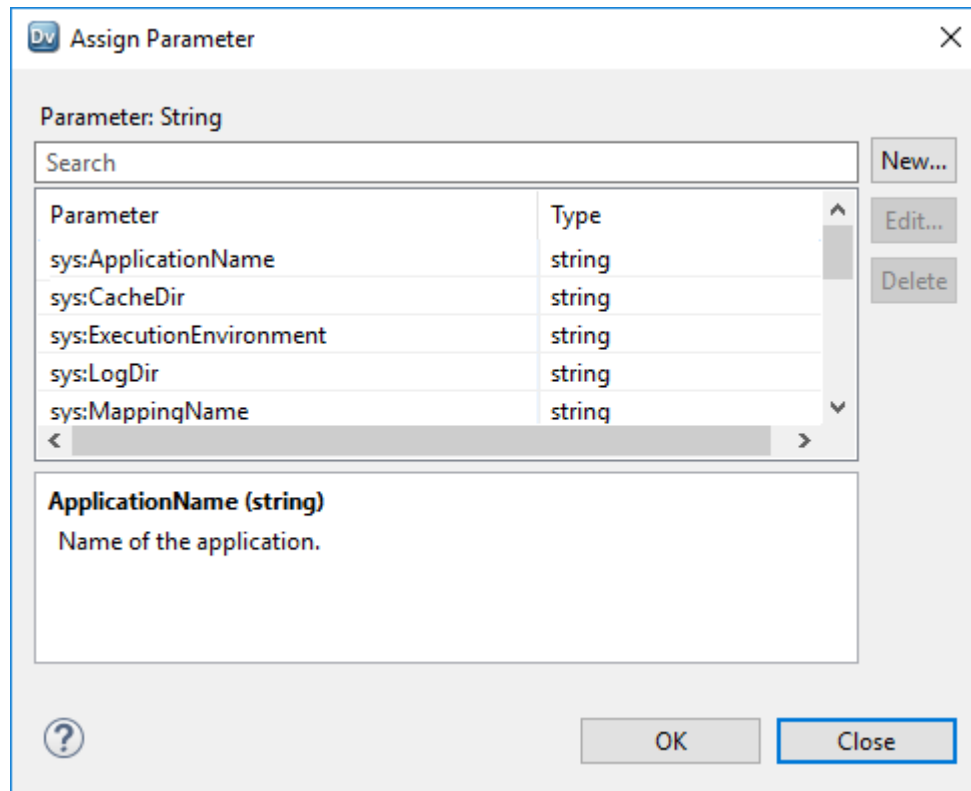 Dv Assign Parameter
Parameter: String
Search
New...
Parameter Type
Edit...
sys:ApplicationName string
Delete
sys:CacheDir string
sys:ExecutionEnvironment string
sys:LogDir string
sys:MappingName string
ApplicationName (string)
Name of the application.
?
OK Close